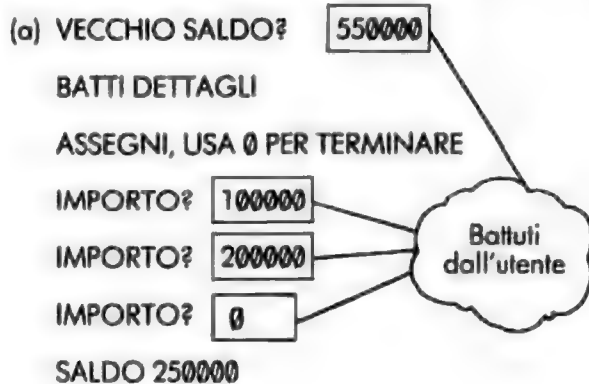 (a) VECCHIO SALDO? 550000
BATTI DETTAGLI
ASSEGNI, USA 0 PER TERMINARE
IMPORTO? 100000
IMPORTO? 200000
IMPORTO? 0
SALDO 250000
Battuti
dall'utente